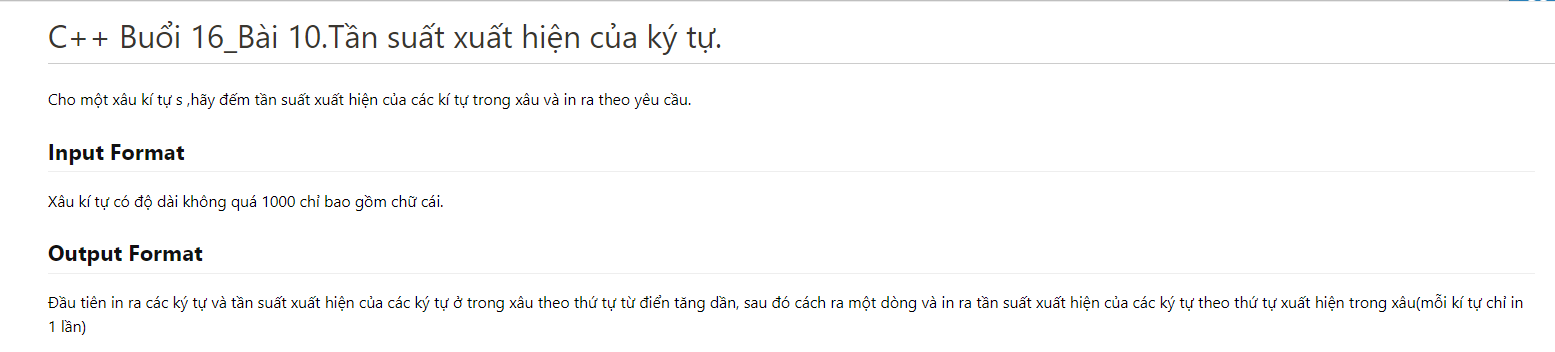 C++ Buổi 16_Bài 10.Tần suất xuất hiện của ký tự.
Cho một xâu kí tự s ,hãy đếm tần suất xuất hiện của các kí tự trong xâu và in ra theo yêu cầu.
Input Format
Xâu kí tự có độ dài không quá 1000 chỉ bao gồm chữ cái.
Output Format
Đầu tiên in ra các ký tự và tần suất xuất hiện của các ký tự ở trong xâu theo thứ tự từ điển tăng dần, sau đó cách ra một dòng và in ra tần suất xuất hiện của các ký tự theo thứ tự xuất hiện trong xâu(mỗi kí tự chỉ in
1 lần)